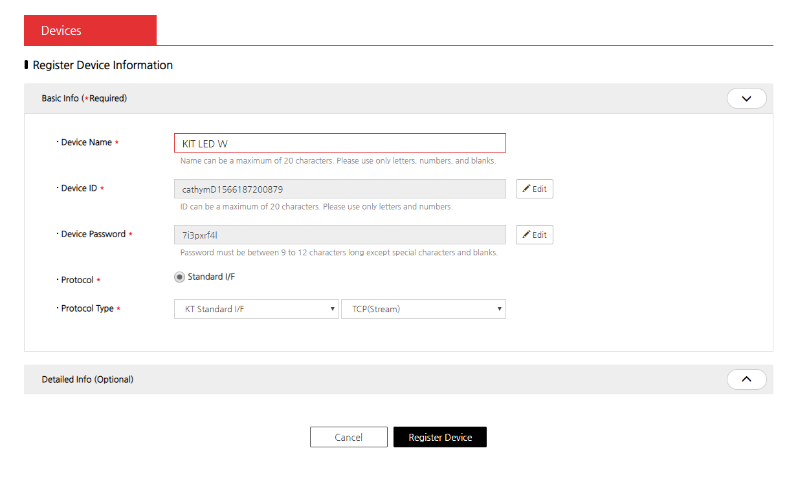 Devices
Register Device Information
Basic Info (*Required)
· Device Name *
KIT LED W
Name can be a maximum of 20 characters. Please use only letters, numbers, and blanks.
· Device ID *
cathymD1566187200879
Edit
ID can be a maximum of 20 characters. Please use only letters and numbers.
· Device Password *
7i3pxrf4l
Edit
Password must be between 9 to 12 characters long except special characters and blanks.
· Protocol *
Standard I/F
· Protocol Type *
KT Standard I/F
TCP(Stream)
Detailed Info (Optional)
Cancel
Register Device